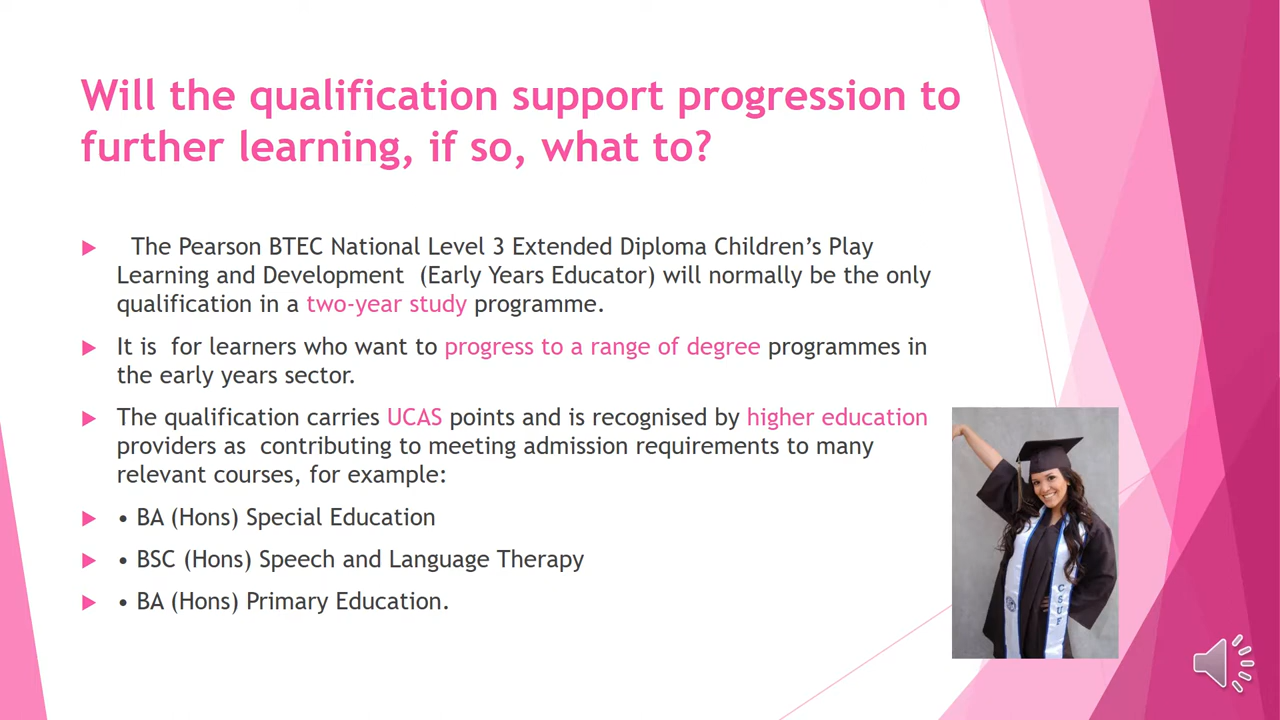 Will the qualification support progression to
further learning, if so, what to?
The Pearson BTEC National Level 3 Extended Diploma Children’s Play
Learning and Development (Early Years Educator) will normally be the only
qualification in a two-year study programme.
It is for learners who want to progress to a range of degree programmes in
the early years sector.
The qualification carries UCAS points and is recognised by higher education
providers as contributing to meeting admission requirements to many
relevant courses, for example:
• BA (Hons) Special Education
• BSC (Hons) Speech and Language Therapy
• BA (Hons) Primary Education.
CSUF